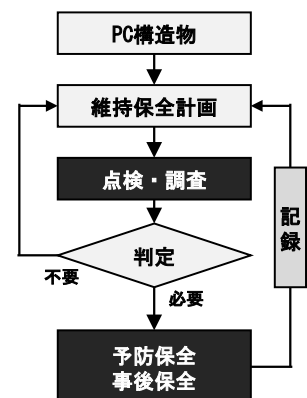 PC構造物
維持保全計画
点検・調査
判定
記録
不要
必要
予防保全
事後保全